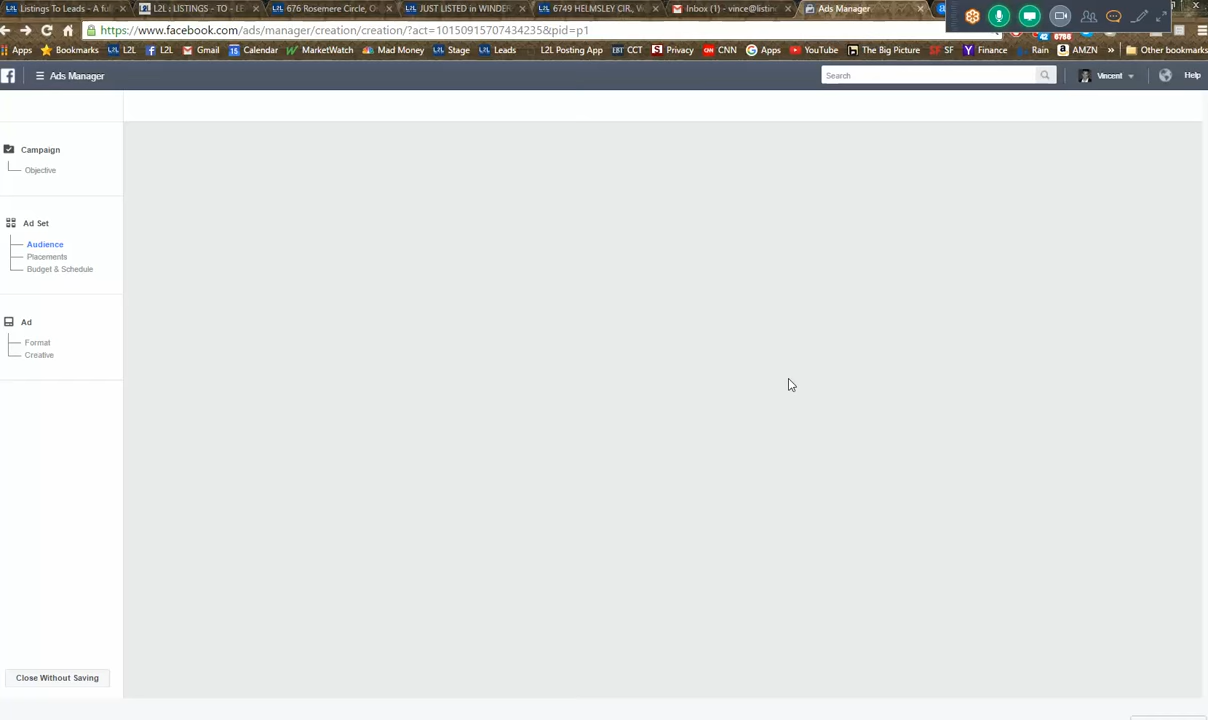 Listings To Leads - A fu
L2L : LISTINGS - TO - LE
676 Rosemere Circle, O
JUST LISTED in WINDER
6749 HELMSLEY CIR, W
Inbox (1) - vince@listin
Ads Manager
https://www.facebook.com/ads/manager/creation/creation/?act=10150915707434235&pid=p1
Apps
Bookmarks
L2L
L2L
Gmail
Calendar
MarketWatch
Mad Money
Stage
Leads
L2L Posting App
CCT
Privacy
CNN
Apps
YouTube
The Big Picture
SF
Finance
Rain
AMZN
»
Other bookmarks
Ads Manager
Search
Vincent
Help
Campaign
Objective
Ad Set
Audience
Placements
Budget & Schedule
Ad
Format
Creative
Close Without Saving